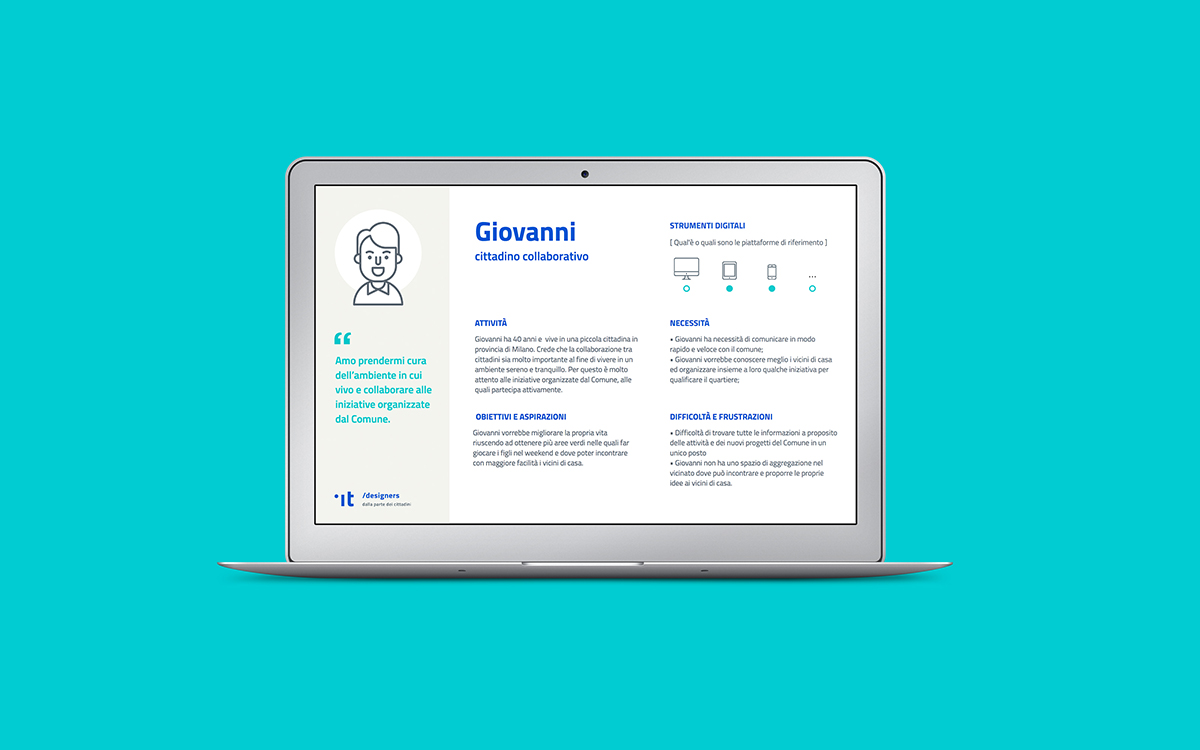 Amo prendermi cura
dell'ambiente in cui
vivo e collaborare alle
iniziative organizzate
dal Comune.
it
/designers
dalla parte dei cittadini
Giovanni
cittadino collaborativo
STRUMENTI DIGITALI
[ Qual'è o quali sono le piattaforme di riferimento ]
...
ATTIVITÀ
Giovanni ha 40 anni e vive in una piccola cittadina in
provincia di Milano. Crede che la collaborazione tra
cittadini sia molto importante al fine di vivere in un
ambiente sereno e tranquillo. Per questo è molto
attento alle iniziative organizzate dal Comune, alle
quali partecipa attivamente.
NECESSITÀ
• Giovanni ha necessità di comunicare in modo
rapido e veloce con il comune;
• Giovanni vorrebbe conoscere meglio i vicini di casa
ed organizzare insieme a loro qualche iniziativa per
qualificare il quartiere;
OBIETTIVI E ASPIRAZIONI
Giovanni vorrebbe migliorare la propria vita
riuscendo ad ottenere più aree verdi nelle quali far
giocare i figli nel weekend e dove poter incontrare
con maggiore facilità i vicini di casa.
DIFFICOLTÀ E FRUSTRAZIONI
• Difficoltà di trovare tutte le informazioni a proposito
delle attività e dei nuovi progetti del Comune in un
unico posto
• Giovanni non ha uno spazio di aggregazione nel
vicinato dove può incontrare e proporre le proprie
idee ai vicini di casa.